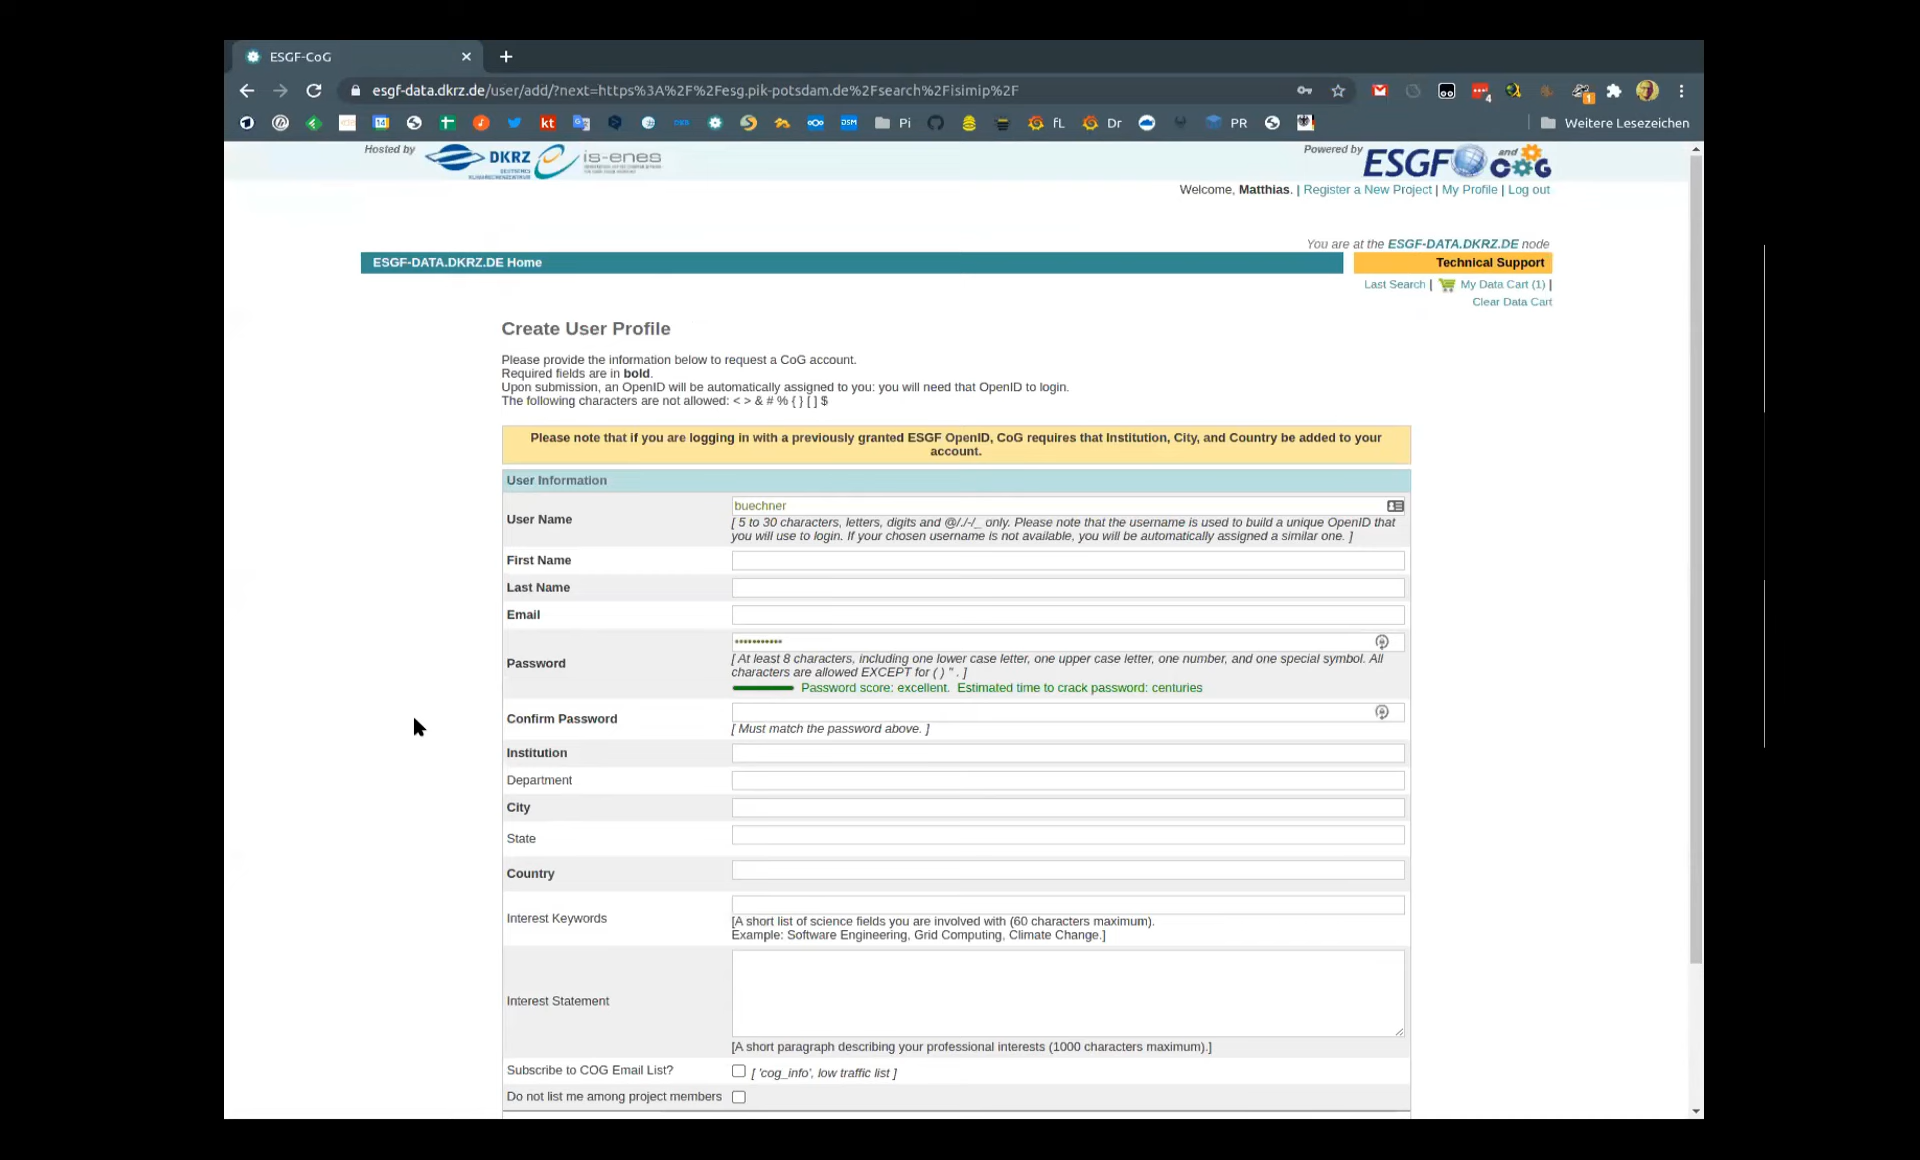 ESGF-CoG
esgf-data.dkrz.de/user/add/?next=https%3A%2F%2Fesg.pik-potsdam.de%2Fsearch%2Fisimip%2F
Pi
fL
Dr
PR
Weitere Lesezeichen
Hosted by
DKRZ
is-enes
Powered by
ESGF and COG
Welcome, Matthias. | Register a New Project | My Profile | Log out
You are at the ESGF-DATA.DKRZ.DE node
ESGF-DATA.DKRZ.DE Home
Technical Support
Last Search | My Data Cart (1) |
Clear Data Cart
Create User Profile
Please provide the information below to request a CoG account.
Required fields are in bold.
Upon submission, an OpenID will be automatically assigned to you: you will need that OpenID to login.
The following characters are not allowed: < > & # % { } [ ] $
Please note that if you are logging in with a previously granted ESGF OpenID, CoG requires that Institution, City, and Country be added to your
account.
User Information
User Name
buechner
[ 5 to 30 characters, letters, digits and @/./-/_ only. Please note that the username is used to build a unique OpenID that
you will use to login. If your chosen username is not available, you will be automatically assigned a similar one. ]
First Name
Last Name
Email
Password
•••••••••••
[ At least 8 characters, including one lower case letter, one upper case letter, one number, and one special symbol. All
characters are allowed EXCEPT for ( ) " . ]
Password score: excellent. Estimated time to crack password: centuries
Confirm Password
[ Must match the password above. ]
Institution
Department
City
State
Country
Interest Keywords
[A short list of science fields you are involved with (60 characters maximum).
Example: Software Engineering, Grid Computing, Climate Change.]
Interest Statement
[A short paragraph describing your professional interests (1000 characters maximum).]
Subscribe to COG Email List?
[ 'cog_info', low traffic list ]
Do not list me among project members